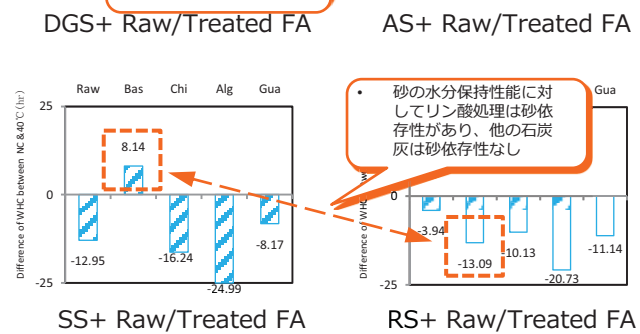 DGS+ Raw/Treated FA
AS+ Raw/Treated FA
Difference of WHC between NC &40℃(hr)
Raw Bas Chi Alg Gua
25
0
-25
8.14
-12.95
-16.24
-24.99
-8.17
SS+ Raw/Treated FA
• 砂の水分保持性能に対
してリン酸処理は砂依
存性があり、他の石炭
灰は砂依存性なし
Gua
Difference of WHC
0
-25
-3.94
-13.09
-10.13
-20.73
-11.14
RS+ Raw/Treated FA